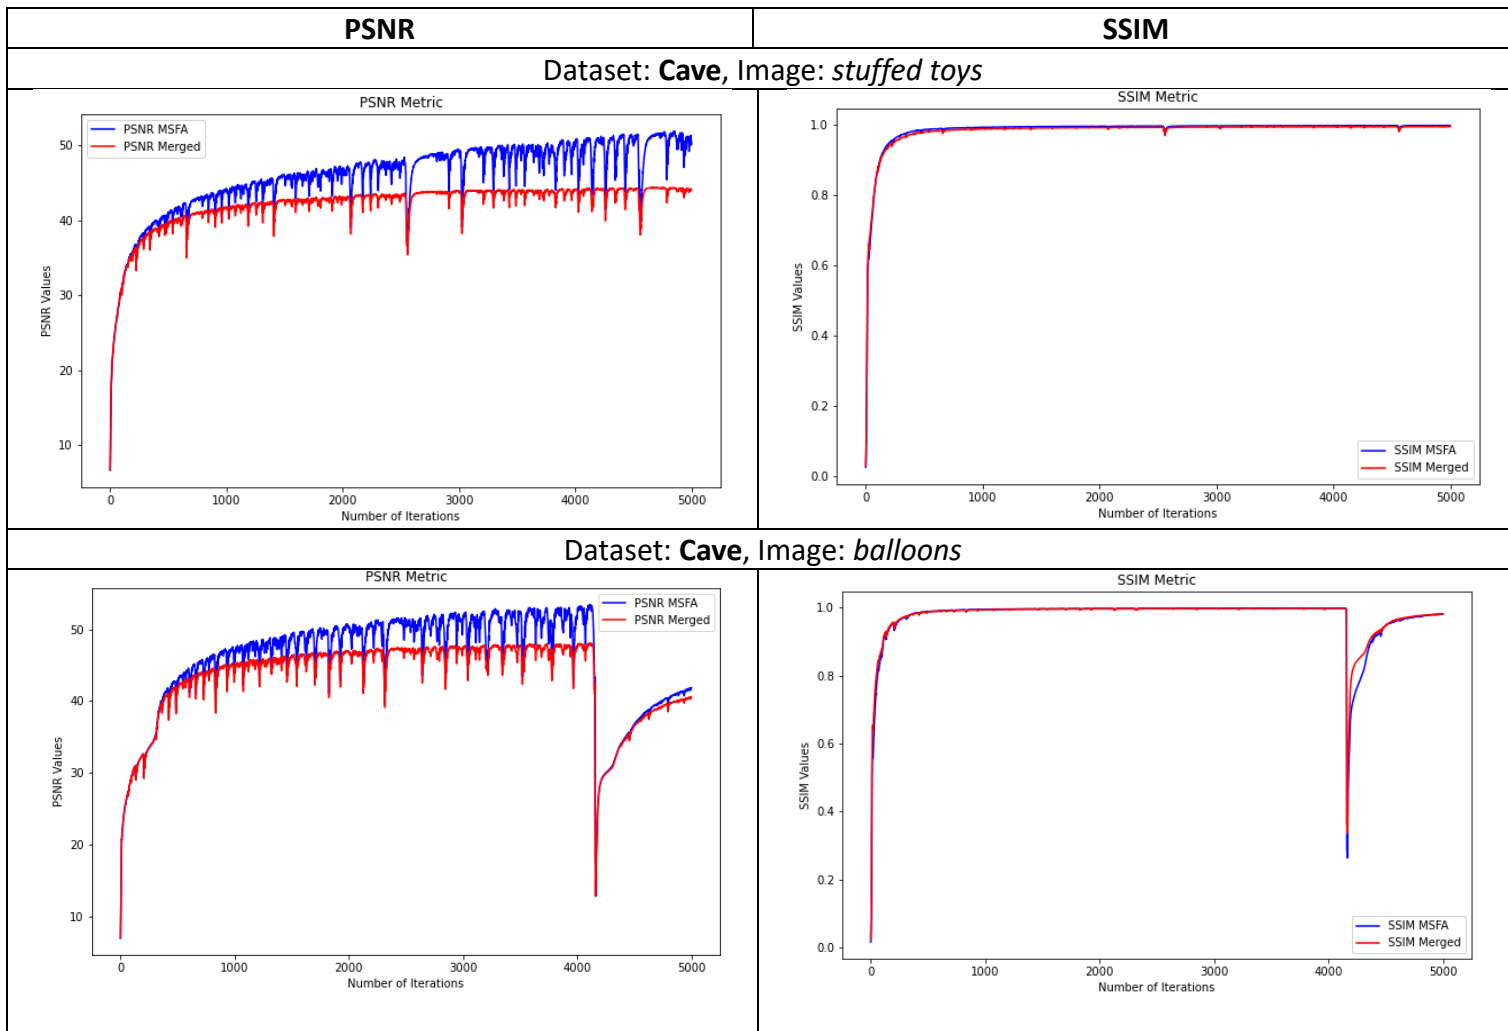 PSNR
SSIM
Dataset: Cave, Image: stuffed toys
PSNR Metric
PSNR MSFA
PSNR Merged
50
40
30
20
10
PSNR Values
0 1000 2000 3000 4000 5000
Number of Iterations
SSIM Metric
1.0
0.8
0.6
0.4
0.2
0.0
SSIM Values
SSIM MSFA
SSIM Merged
0 1000 2000 3000 4000 5000
Number of Iterations
Dataset: Cave, Image: balloons
PSNR Metric
PSNR MSFA
PSNR Merged
50
40
30
20
10
PSNR Values
0 1000 2000 3000 4000 5000
Number of Iterations
SSIM Metric
1.0
0.8
0.6
0.4
0.2
0.0
SSIM Values
SSIM MSFA
SSIM Merged
0 1000 2000 3000 4000 5000
Number of Iterations